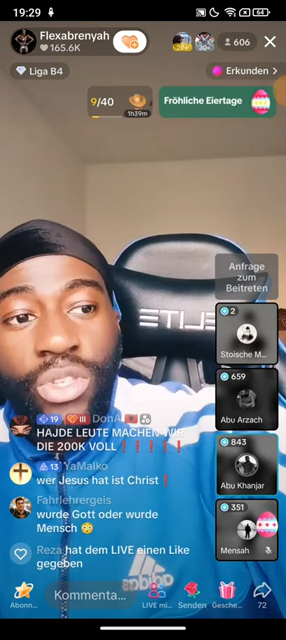 19:29
64
Flexabrenyah
165.6K
606
Liga B4
Erkunden
9/40
1h39m
Fröhliche Eiertage
Anfrage
zum
Beitreten
2
Stoische M...
659
Abu Arzach
843
Abu Khanjar
351
Mensah
19 III DonA
HAJDE LEUTE MACHEN WIR
DIE 200K VOLL❗❗❗❗❗
13 YaMalko
wer Jesus hat ist Christ❗
Fahrlehrergeis
wurde Gott oder wurde
Mensch 😳
Reza hat dem LIVE einen Like
gegeben
Abonn...
Kommenta...
LIVE mi...
Senden
Gesche...
72